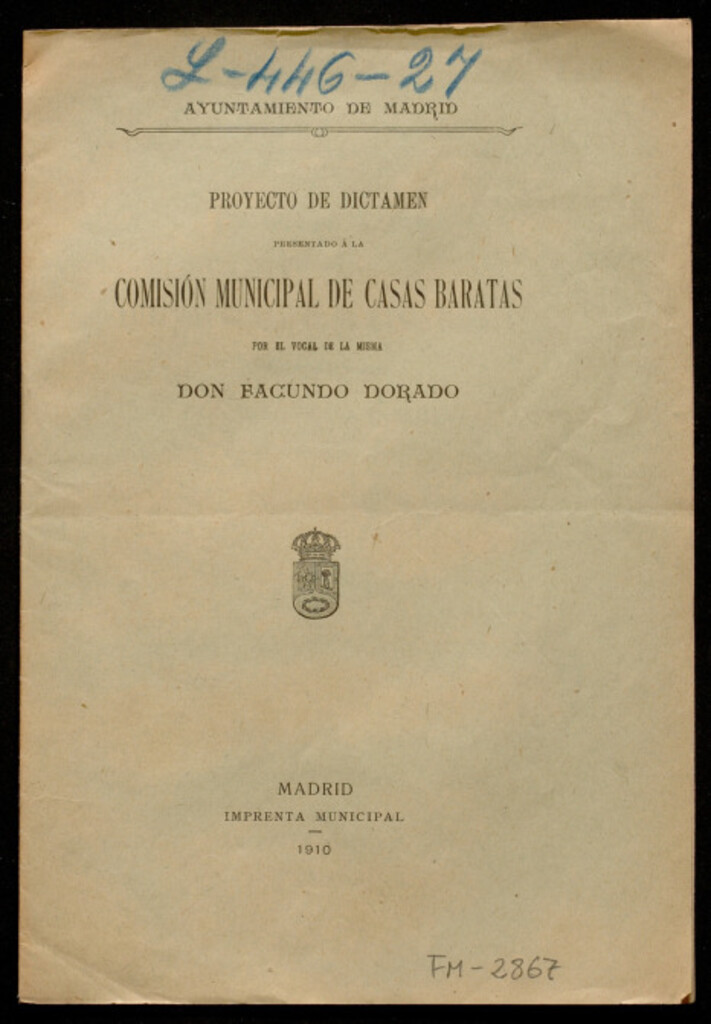 L-446-27
AYUNTAMIENTO DE MADRID
PROYECTO DE DICTAMEN
PRESENTADO Á LA
COMISIÓN MUNICIPAL DE CASAS BARATAS
POR EL VOCAL DE LA MISMA
DON FACUNDO DORADO
MADRID
IMPRENTA MUNICIPAL
1910
FM-2867